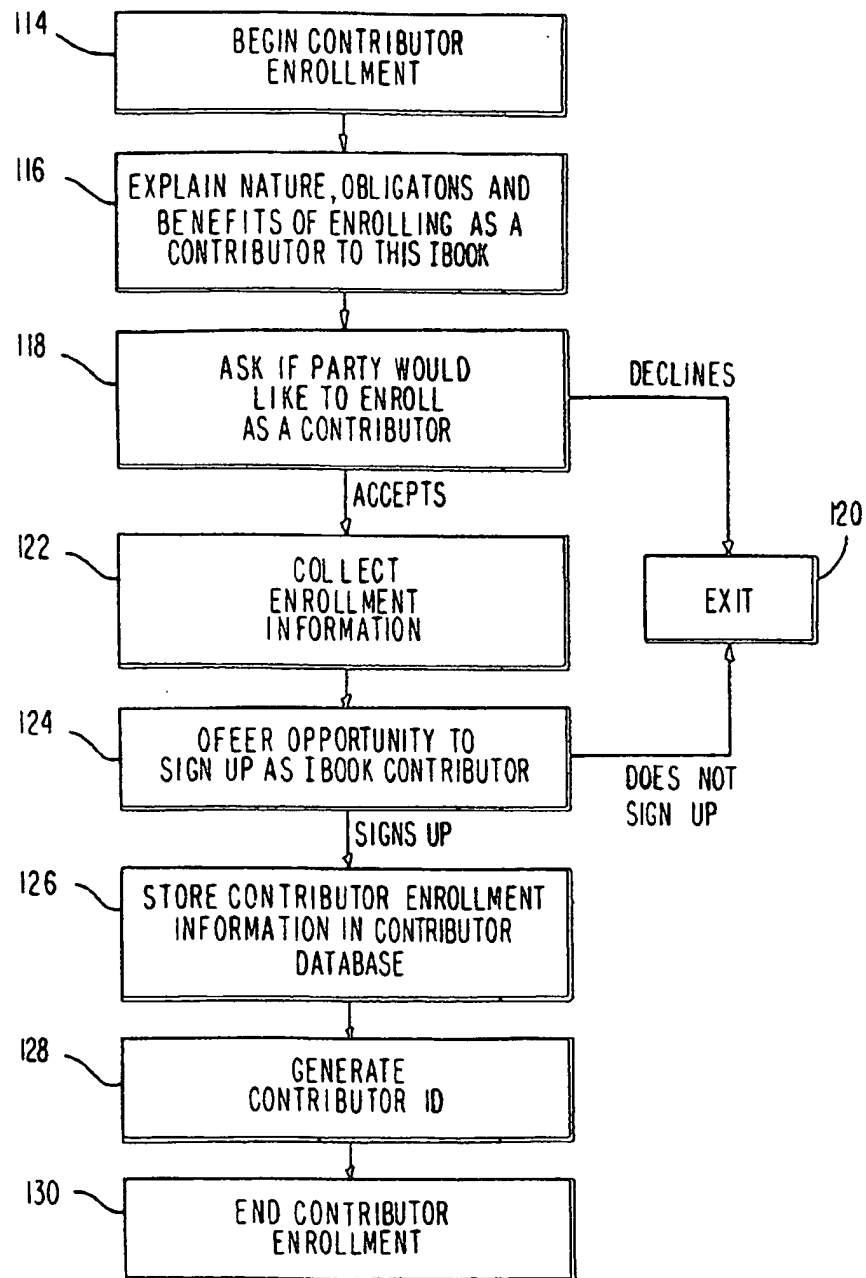 114
BEGIN CONTRIBUTOR
ENROLLMENT
116
EXPLAIN NATURE, OBLIGATONS AND
BENEFITS OF ENROLLING AS A
CONTRIBUTOR TO THIS IBOOK
118
ASK IF PARTY WOULD
LIKE TO ENROLL
AS A CONTRIBUTOR
DECLINES
ACCEPTS
120
EXIT
122
COLLECT
ENROLLMENT
INFORMATION
124
OFEER OPPORTUNITY TO
SIGN UP AS IBOOK CONTRIBUTOR
DOES NOT
SIGN UP
SIGNS UP
126
STORE CONTRIBUTOR ENROLLMENT
INFORMATION IN CONTRIBUTOR
DATABASE
128
GENERATE
CONTRIBUTOR ID
130
END CONTRIBUTOR
ENROLLMENT